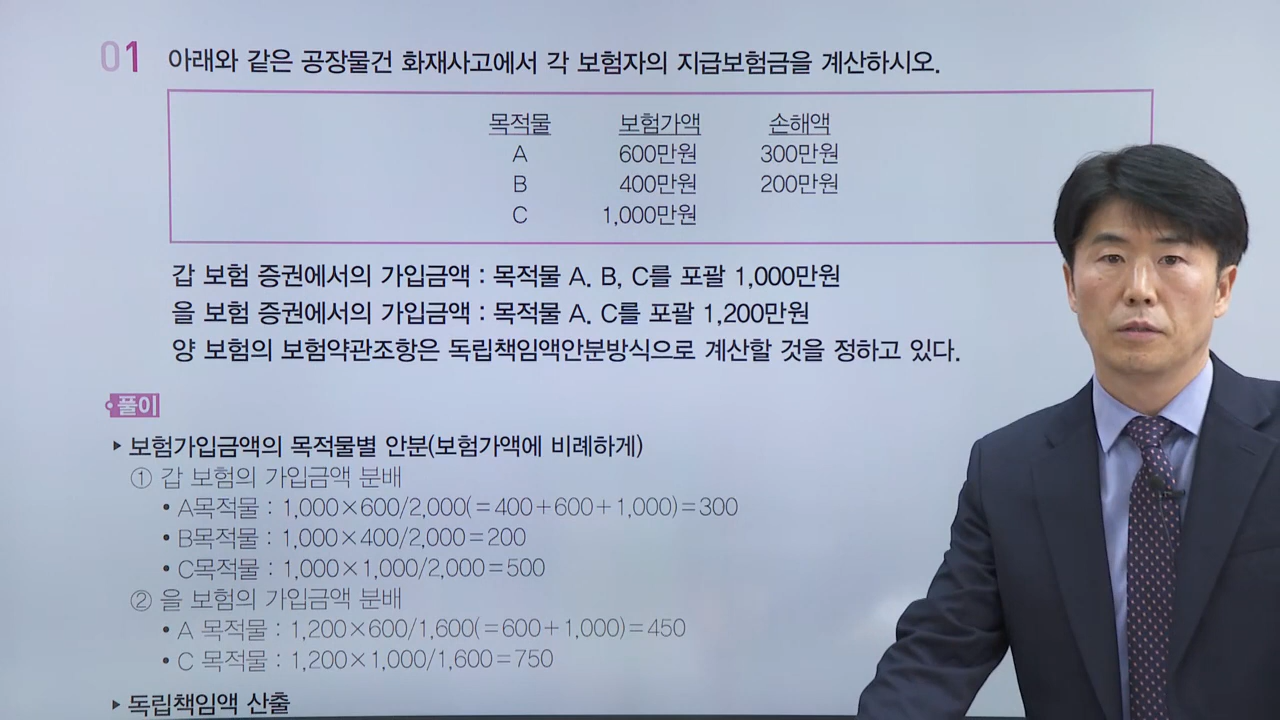 01 아래와 같은 공장물건 화재사고에서 각 보험자의 지급보험금을 계산하시오.
목적물 보험가액 손해액
A 600만원 300만원
B 400만원 200만원
C 1,000만원
갑 보험 증권에서의 가입금액 : 목적물 A. B, C를 포괄 1,000만원
을 보험 증권에서의 가입금액 : 목적물 A. C를 포괄 1,200만원
양 보험의 보험약관조항은 독립책임액안분방식으로 계산할 것을 정하고 있다.
풀이
▸ 보험가입금액의 목적물별 안분(보험가액에 비례하게)
① 갑 보험의 가입금액 분배
• A목적물 : 1,000×600/2,000(=400+600+1,000)=300
• B목적물 : 1,000×400/2,000=200
• C목적물 : 1,000×1,000/2,000=500
② 을 보험의 가입금액 분배
• A 목적물 : 1,200×600/1,600(=600+1,000)=450
• C 목적물 : 1,200×1,000/1,600=750
▸ 독립책임액 산출